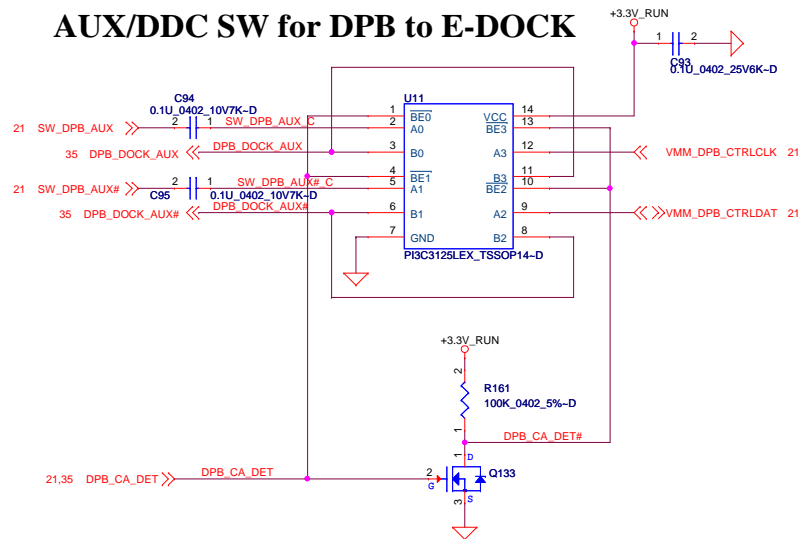 AUX/DDC SW for DPB to E-DOCK
+3.3V_RUN
1 2
C93
0.1U_0402_25V6K~D
C94
0.1U_0402_10V7K~D
U11
21 SW_DPB_AUX 2 1 SW_DPB_AUX_C
35 DPB_DOCK_AUX DPB_DOCK_AUX
21 SW_DPB_AUX# 2 1 SW_DPB_AUX#_C
C95 0.1U_0402_10V7K~D
35 DPB_DOCK_AUX# DPB_DOCK_AUX#
1 BE0 VCC 14
2 A0 BE3 13
3 B0 A3 12
4 BE1 B3 11
5 A1 BE2 10
6 B1 A2 9
7 GND B2 8
PI3C3125LEX_TSSOP14~D
VMM_DPB_CTRLCLK 21
VMM_DPB_CTRLDAT 21
+3.3V_RUN
2
R161
100K_0402_5%~D
1
DPB_CA_DET#
1 D
21,35 DPB_CA_DET DPB_CA_DET 2 G Q133
3 S